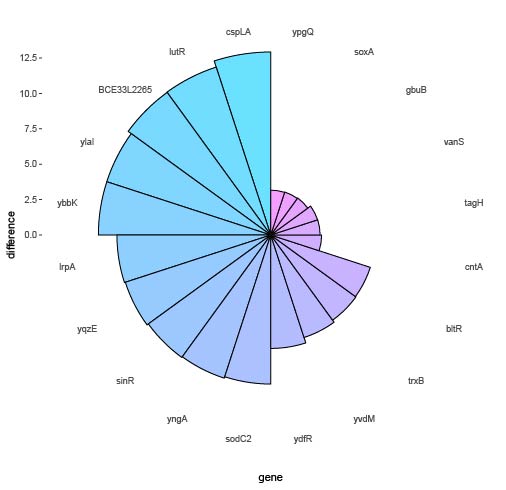 cspLA
ypgQ
lutR
soxA
12.5
BCE33L2265
gbuB
10.0
7.5
ylaI
vanS
5.0
2.5
ybbK
tagH
0.0
difference
lrpA
cntA
yqzE
bltR
sinR
trxB
yngA
yvdM
sodC2
ydfR
gene